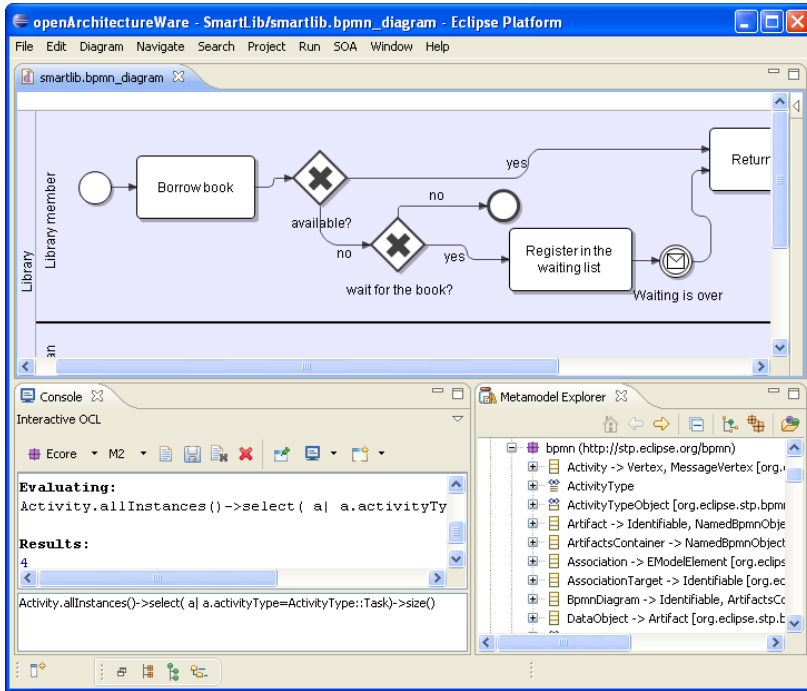 openArchitectureWare - SmartLib/smartlib.bpmn_diagram - Eclipse Platform
File Edit Diagram Navigate Search Project Run SOA Window Help
smartlib.bpmn_diagram
Library
Library member
Borrow book
available?
yes
no
wait for the book?
no
yes
Register in the
waiting list
Waiting is over
Return
an
Console
Interactive OCL
Ecore M2
Evaluating:
Activity.allInstances()->select( a| a.activityTy
Results:
4
Activity.allInstances()->select( a| a.activityType=ActivityType::Task)->size()
Metamodel Explorer
bpmn (http://stp.eclipse.org/bpmn)
Activity -> Vertex, MessageVertex [org.
ActivityType
ActivityTypeObject [org.eclipse.stp.bpm
Artifact -> Identifiable, NamedBpmnObje
ArtifactsContainer -> NamedBpmnObject
Association -> EModelElement [org.eclips
AssociationTarget -> Identifiable [org.ec
BpmnDiagram -> Identifiable, ArtifactsCo
DataObject -> Artifact [org.eclipse.stp.b